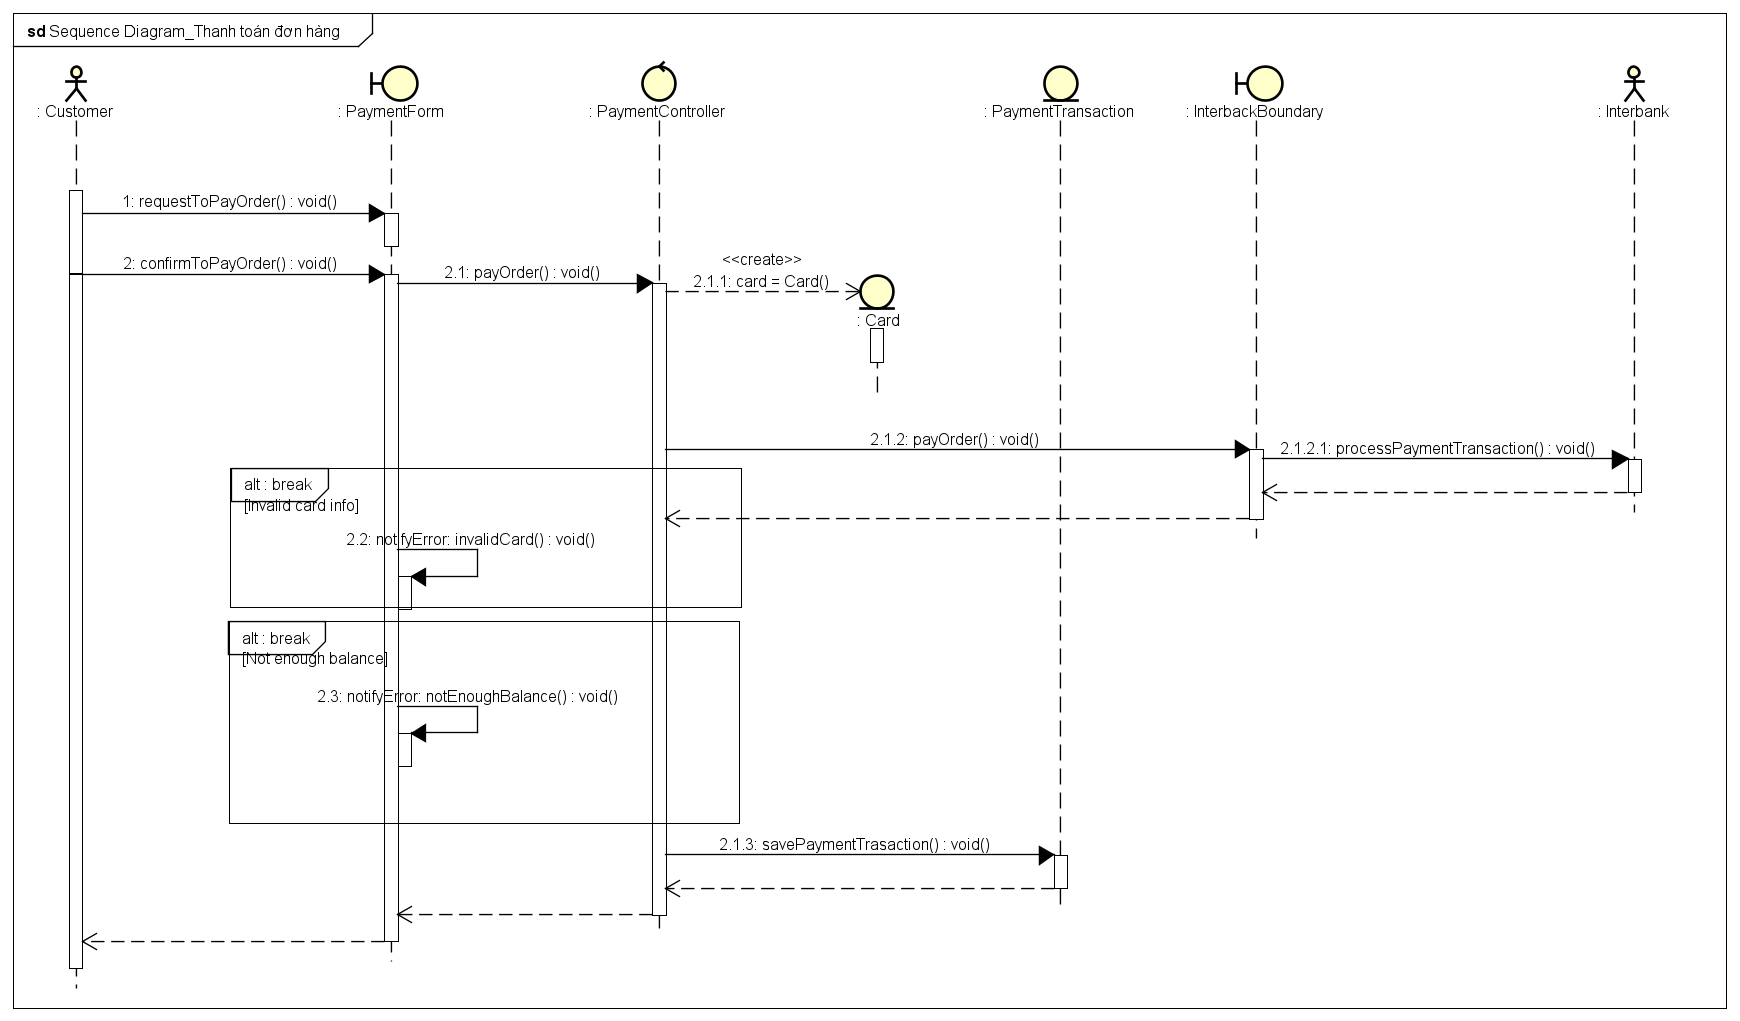 sd Sequence Diagram_Thanh toán đơn hàng
: Customer
: PaymentForm
: PaymentController
: PaymentTransaction
: InterbackBoundary
: Interbank
1: requestToPayOrder() : void()
2: confirmToPayOrder() : void()
2.1: payOrder() : void()
<<create>>
2.1.1: card = Card()
: Card
2.1.2: payOrder() : void()
2.1.2.1: processPaymentTransaction() : void()
alt : break
[Invalid card info]
2.2: notifyError: invalidCard() : void()
alt : break
[Not enough balance]
2.3: notifyError: notEnoughBalance() : void()
2.1.3: savePaymentTrasaction() : void()